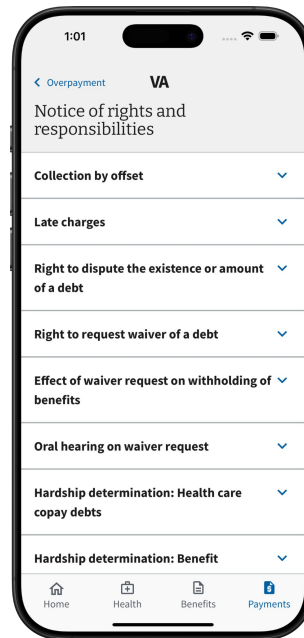 1:01
Overpayment
VA
Notice of rights and
responsibilities
Collection by offset
Late charges
Right to dispute the existence or amount
of a debt
Right to request waiver of a debt
Effect of waiver request on withholding of
benefits
Oral hearing on waiver request
Hardship determination: Health care
copay debts
Hardship determination: Benefit
Home
Health
Benefits
Payments